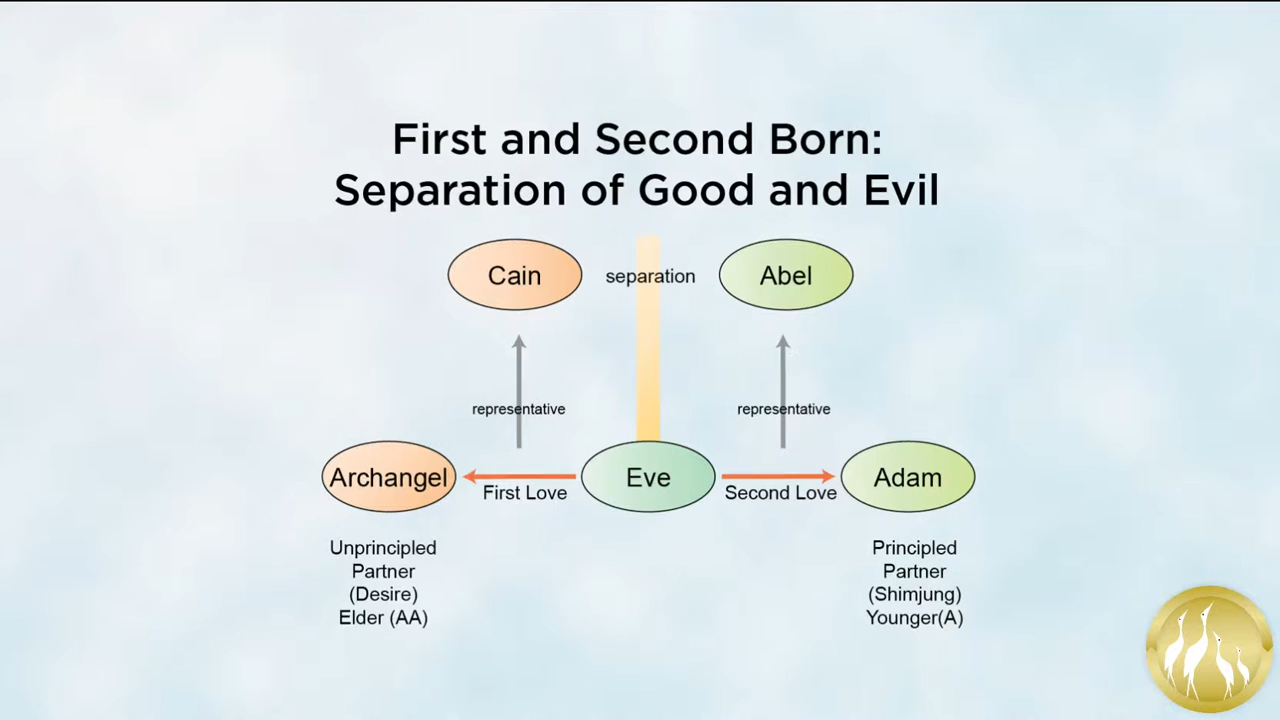 First and Second Born:
Separation of Good and Evil
Cain
separation
Abel
representative
representative
Archangel
First Love
Eve
Second Love
Adam
Unprincipled
Partner
(Desire)
Elder (AA)
Principled
Partner
(Shimjung)
Younger(A)